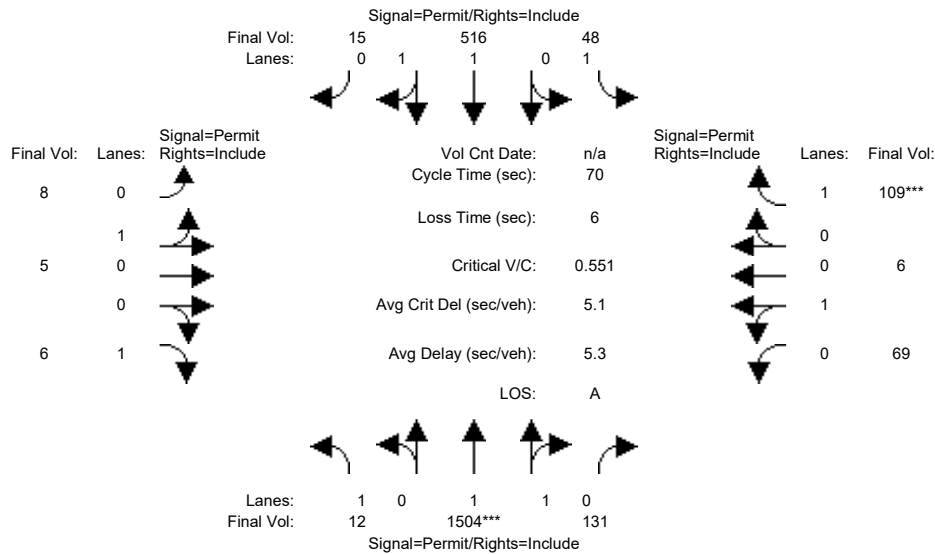 Signal=Permit/Rights=Include
Final Vol: 15 516 48
Lanes: 0 1 1 0 1
Signal=Permit
Final Vol: Lanes: Rights=Include
Vol Cnt Date: n/a
Signal=Permit
Rights=Include Lanes: Final Vol:
Cycle Time (sec): 70
8 0
1 109***
Loss Time (sec): 6
1
0
5 0
Critical V/C: 0.551
0 6
0
Avg Crit Del (sec/veh): 5.1
1
6 1
Avg Delay (sec/veh): 5.3
0 69
LOS: A
Lanes: 1 0 1 1 0
Final Vol: 12 1504*** 131
Signal=Permit/Rights=Include